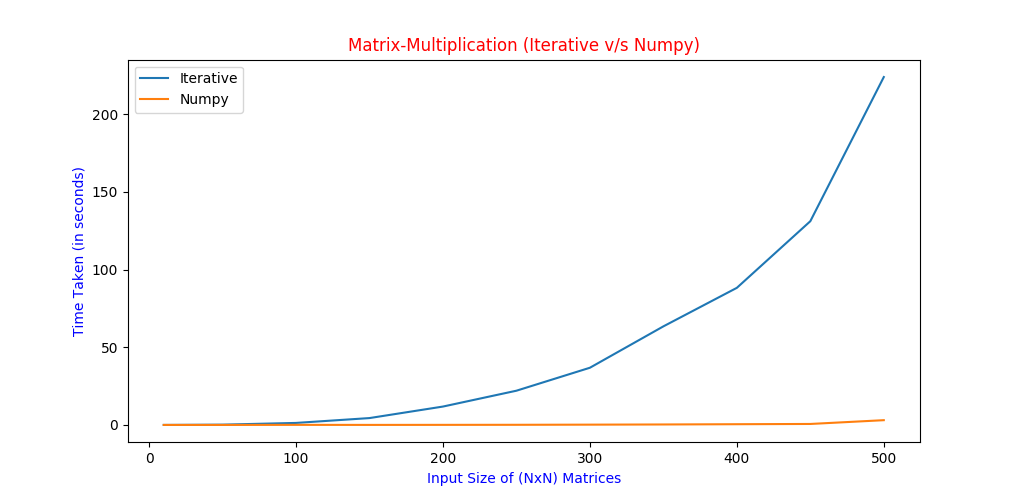 Matrix-Multiplication (Iterative v/s Numpy)
Iterative
Numpy
Time Taken (in seconds)
200
150
100
50
0
0 100 200 300 400 500
Input Size of (NxN) Matrices